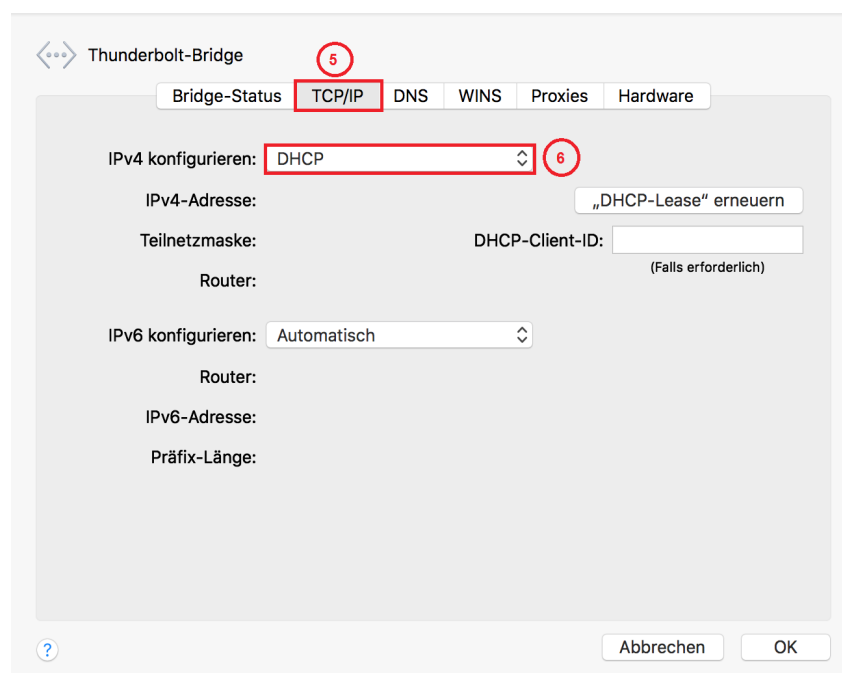 Thunderbolt-Bridge
5
Bridge-Status TCP/IP DNS WINS Proxies Hardware
IPv4 konfigurieren: DHCP 6
IPv4-Adresse: „DHCP-Lease“ erneuern
Teilnetzmaske: DHCP-Client-ID:
(Falls erforderlich)
Router:
IPv6 konfigurieren: Automatisch
Router:
IPv6-Adresse:
Präfix-Länge:
? Abbrechen OK